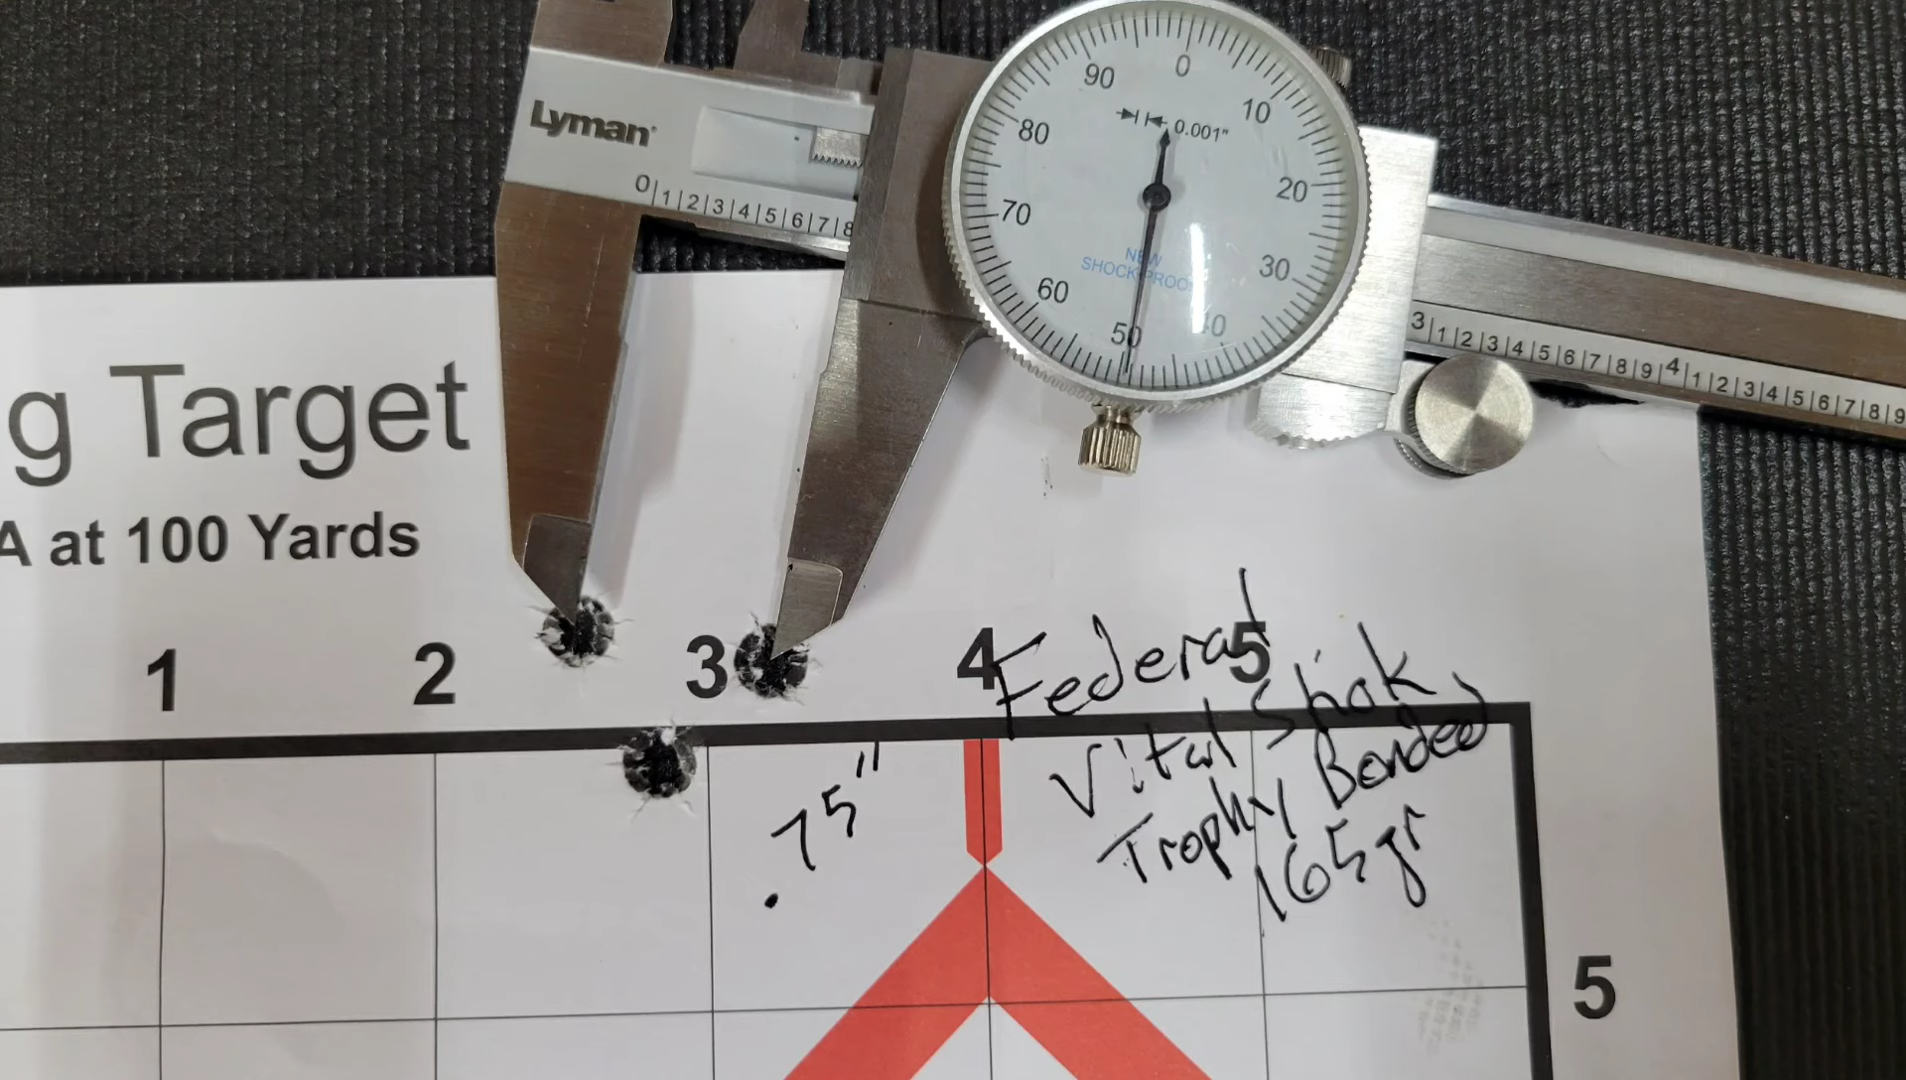 Lyman
0 1 2 3 4 5 6 7 8
0
10
20
30
40
50
60
70
80
90
0.001"
NEW
SHOCK PROO
3 1 2 3 4 5 6 7 8 9 4 1 2 3 4 5 6 7 8 9
g Target
A at 100 Yards
1 2 3 4 5
Federal
Vital Shok
Trophy Bonded
165 gr
.75"
5